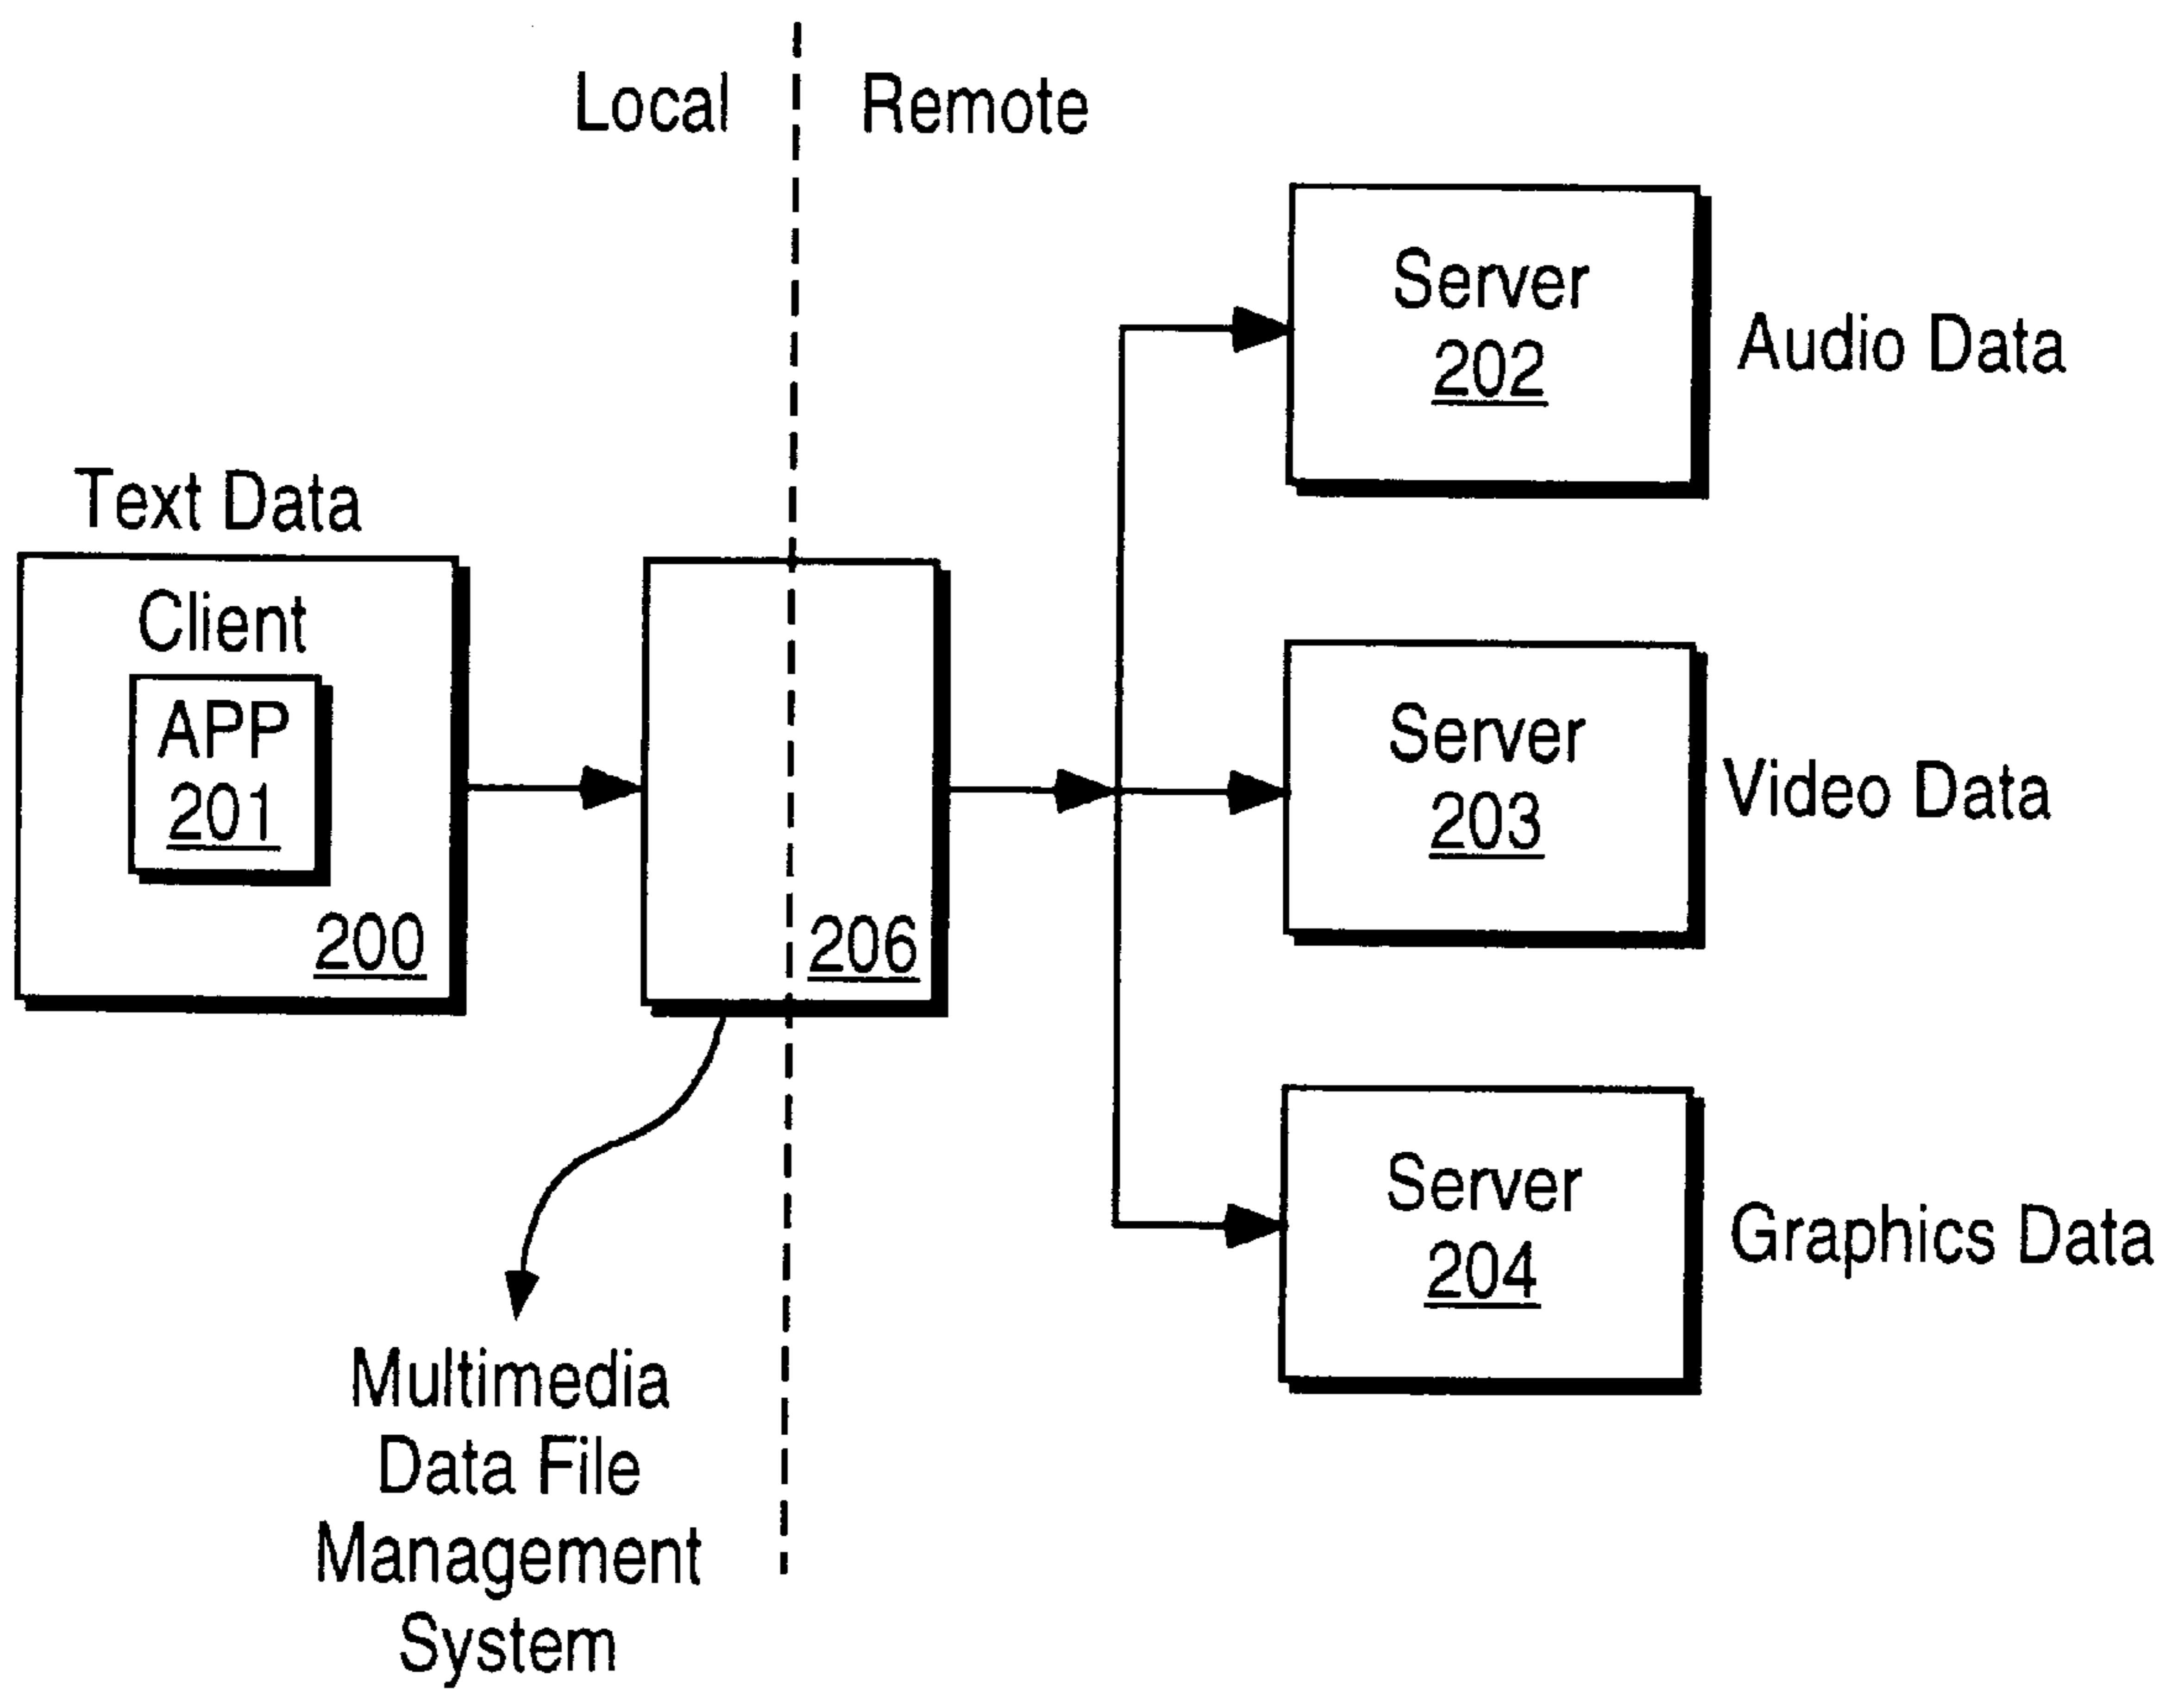 Local
Remote
Text Data
Client
APP
201
200
206
Server
202
Audio Data
Server
203
Video Data
Server
204
Graphics Data
Multimedia
Data File
Management
System